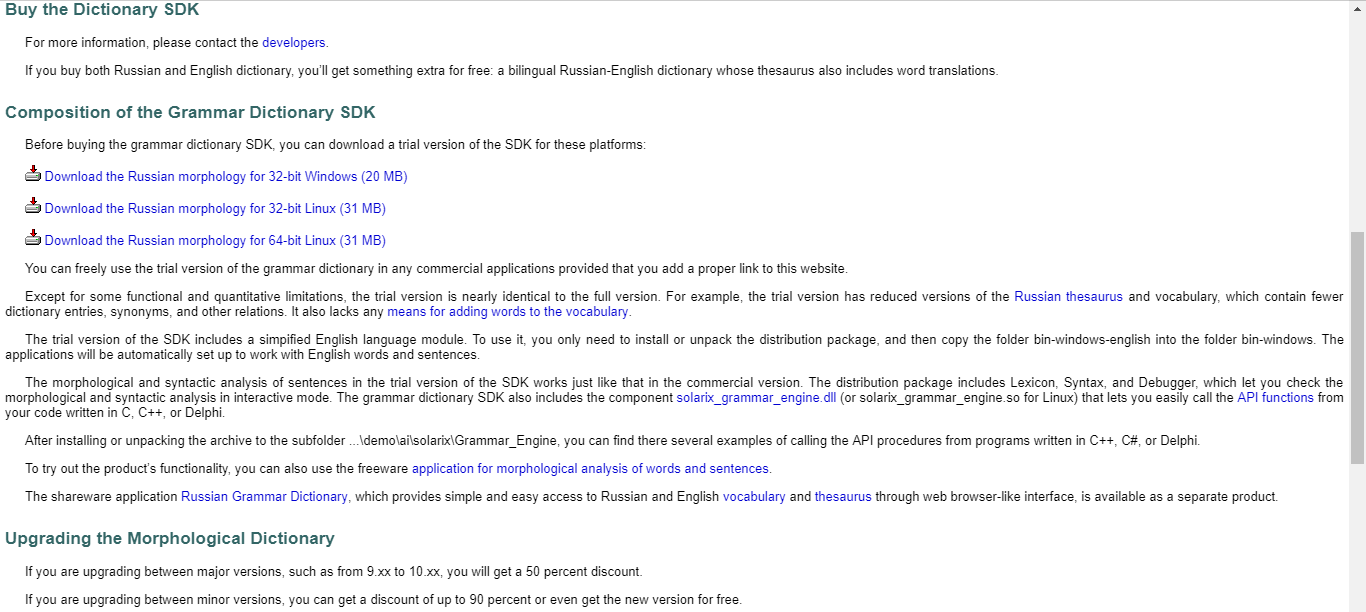 Buy the Dictionary SDK
For more information, please contact the developers.
If you buy both Russian and English dictionary, you'll get something extra for free: a bilingual Russian-English dictionary whose thesaurus also includes word translations.
Composition of the Grammar Dictionary SDK
Before buying the grammar dictionary SDK, you can download a trial version of the SDK for these platforms:
Download the Russian morphology for 32-bit Windows (20 MB)
Download the Russian morphology for 32-bit Linux (31 MB)
Download the Russian morphology for 64-bit Linux (31 MB)
You can freely use the trial version of the grammar dictionary in any commercial applications provided that you add a proper link to this website.
Except for some functional and quantitative limitations, the trial version is nearly identical to the full version. For example, the trial version has reduced versions of the Russian thesaurus and vocabulary, which contain fewer
dictionary entries, synonyms, and other relations. It also lacks any means for adding words to the vocabulary.
The trial version of the SDK includes a simpified English language module. To use it, you only need to install or unpack the distribution package, and then copy the folder bin-windows-english into the folder bin-windows. The
applications will be automatically set up to work with English words and sentences.
The morphological and syntactic analysis of sentences in the trial version of the SDK works just like that in the commercial version. The distribution package includes Lexicon, Syntax, and Debugger, which let you check the
morphological and syntactic analysis in interactive mode. The grammar dictionary SDK also includes the component solarix_grammar_engine.dll (or solarix_grammar_engine.so for Linux) that lets you easily call the API functions from
your code written in C, C++, or Delphi.
After installing or unpacking the archive to the subfolder ...\demo\ai\solarix\Grammar_Engine, you can find there several examples of calling the API procedures from programs written in C++, C#, or Delphi.
To try out the product's functionality, you can also use the freeware application for morphological analysis of words and sentences.
The shareware application Russian Grammar Dictionary, which provides simple and easy access to Russian and English vocabulary and thesaurus through web browser-like interface, is available as a separate product.
Upgrading the Morphological Dictionary
If you are upgrading between major versions, such as from 9.xx to 10.xx, you will get a 50 percent discount.
If you are upgrading between minor versions, you can get a discount of up to 90 percent or even get the new version for free.